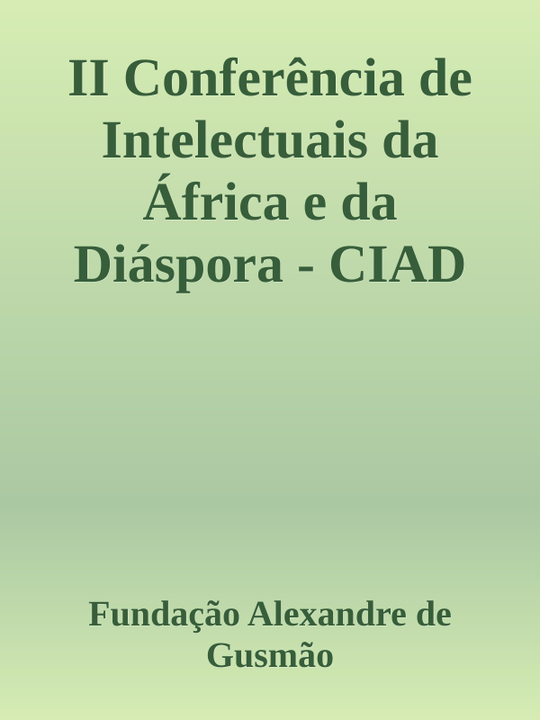 II Conferência de
Intelectuais da
África e da
Diáspora - CIAD
Fundação Alexandre de
Gusmão